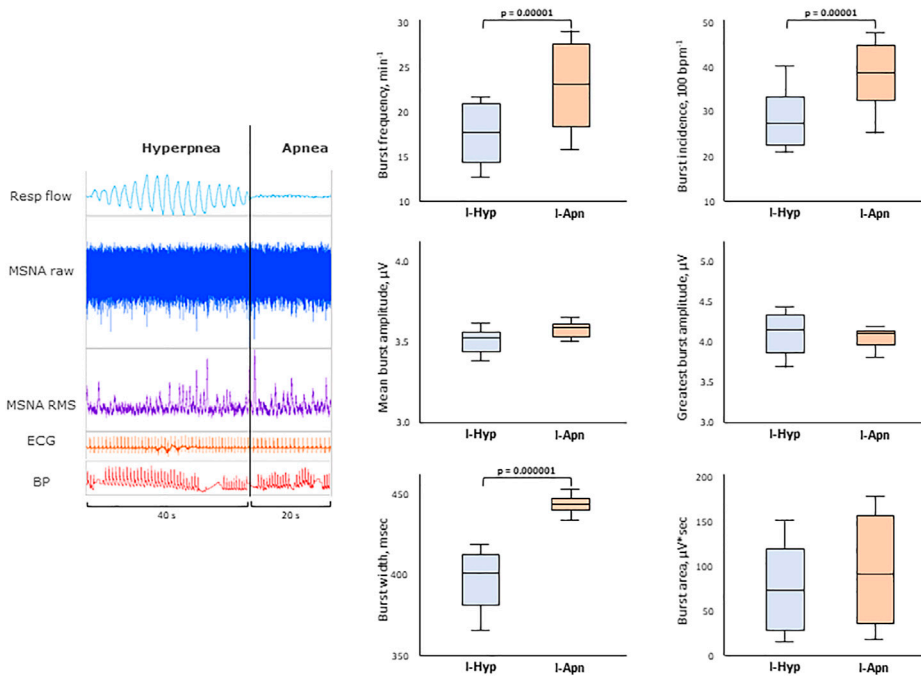 Hyperpnea Apnea
Resp flow
MSNA raw
MSNA RMS
ECG
BP
40 s 20 s
p = 0.00001
Burst frequency, min⁻¹
30
25
20
15
10
I-Hyp I-Apn
p = 0.00001
Burst incidence, 100 bpm⁻¹
50
40
30
20
10
I-Hyp I-Apn
Mean burst amplitude, µV
4.0
3.5
3.0
I-Hyp I-Apn
Greatest burst amplitude, µV
5.0
4.5
4.0
3.5
3.0
I-Hyp I-Apn
p = 0.000001
Burst width, msec
450
400
350
I-Hyp I-Apn
Burst area, µV*sec
200
150
100
50
0
I-Hyp I-Apn